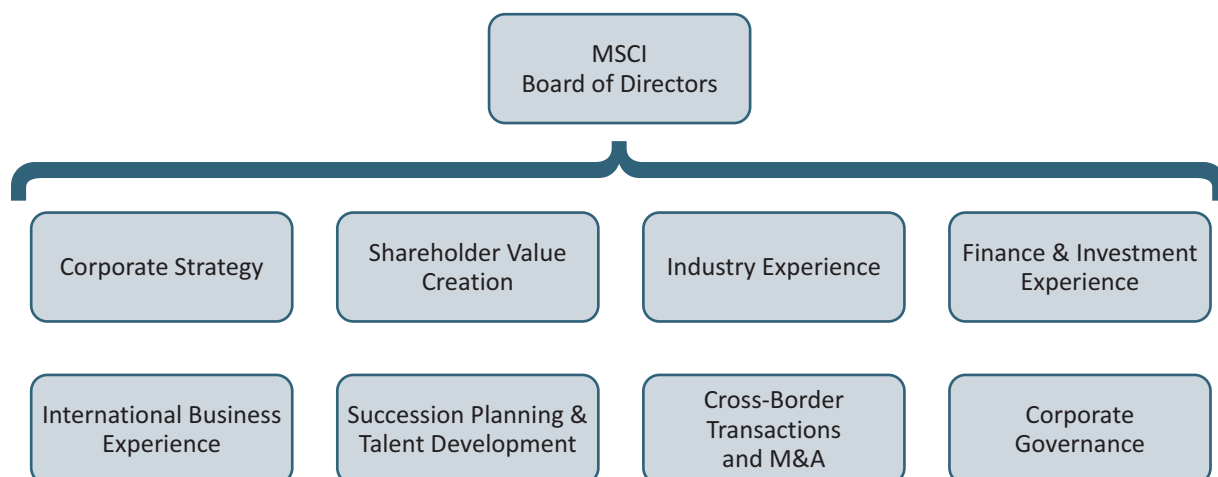 MSCI
Board of Directors
Corporate Strategy
Shareholder Value
Creation
Industry Experience
Finance & Investment
Experience
International Business
Experience
Succession Planning &
Talent Development
Cross-Border
Transactions
and M&A
Corporate
Governance